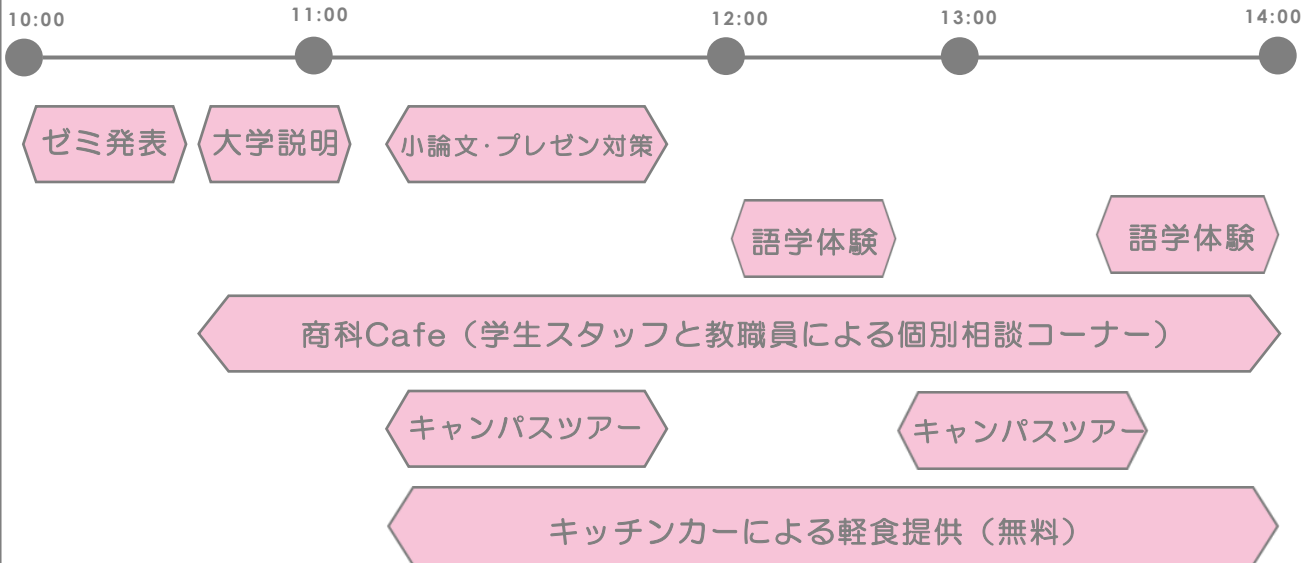 10:00
11:00
12:00
13:00
14:00
ゼミ発表
大学説明
小論文・プレゼン対策
語学体験
語学体験
商科Cafe（学生スタッフと教職員による個別相談コーナー）
キャンパスツアー
キャンパスツアー
キッチンカーによる軽食提供（無料）